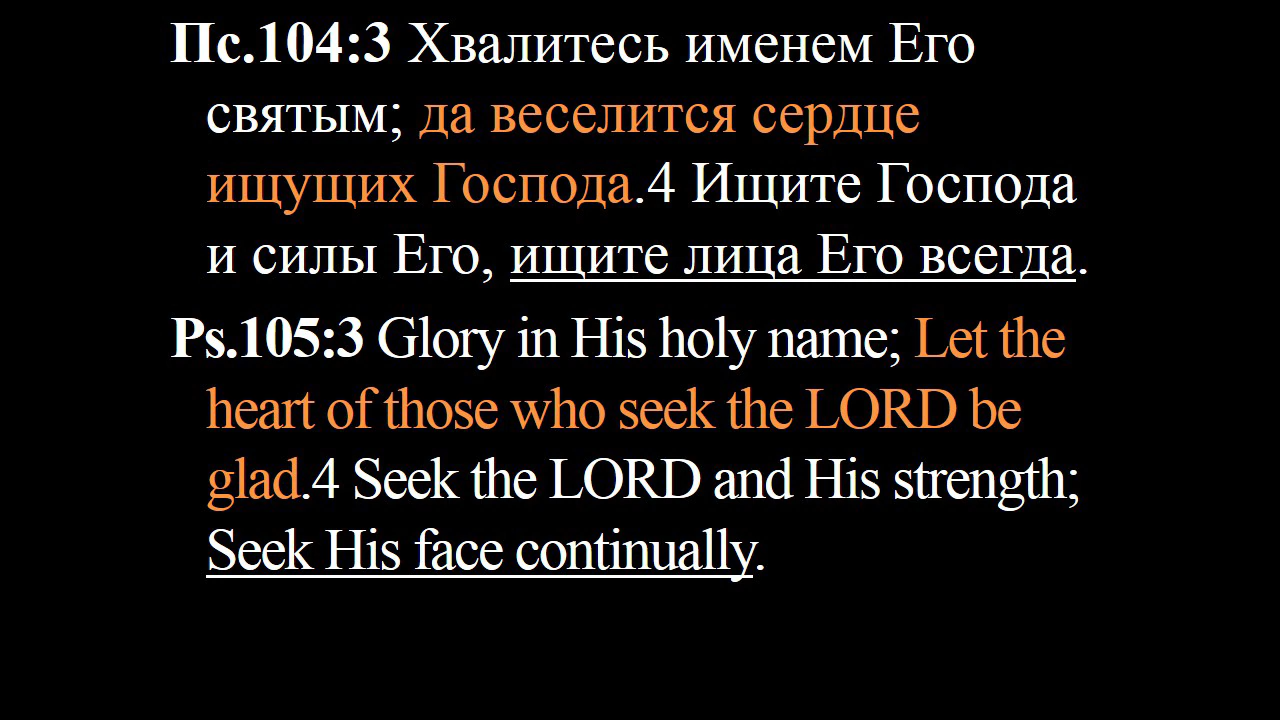 Пс.104:3 Хвалитесь именем Его
святым; да веселится сердце
ищущих Господа.4 Ищите Господа
и силы Его, ищите лица Его всегда.
Ps.105:3 Glory in His holy name; Let the
heart of those who seek the LORD be
glad.4 Seek the LORD and His strength;
Seek His face continually.